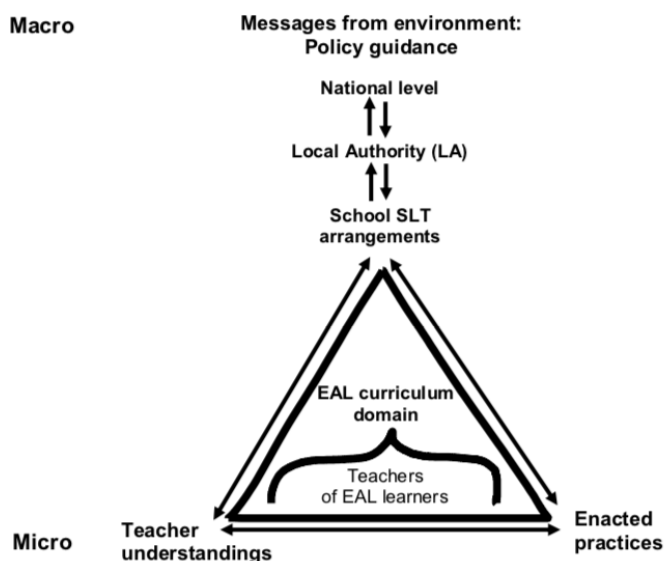 Macro
Messages from environment:
Policy guidance
National level
Local Authority (LA)
School SLT
arrangements
EAL curriculum
domain
Teachers
of EAL learners
Micro
Teacher
understandings
Enacted
practices